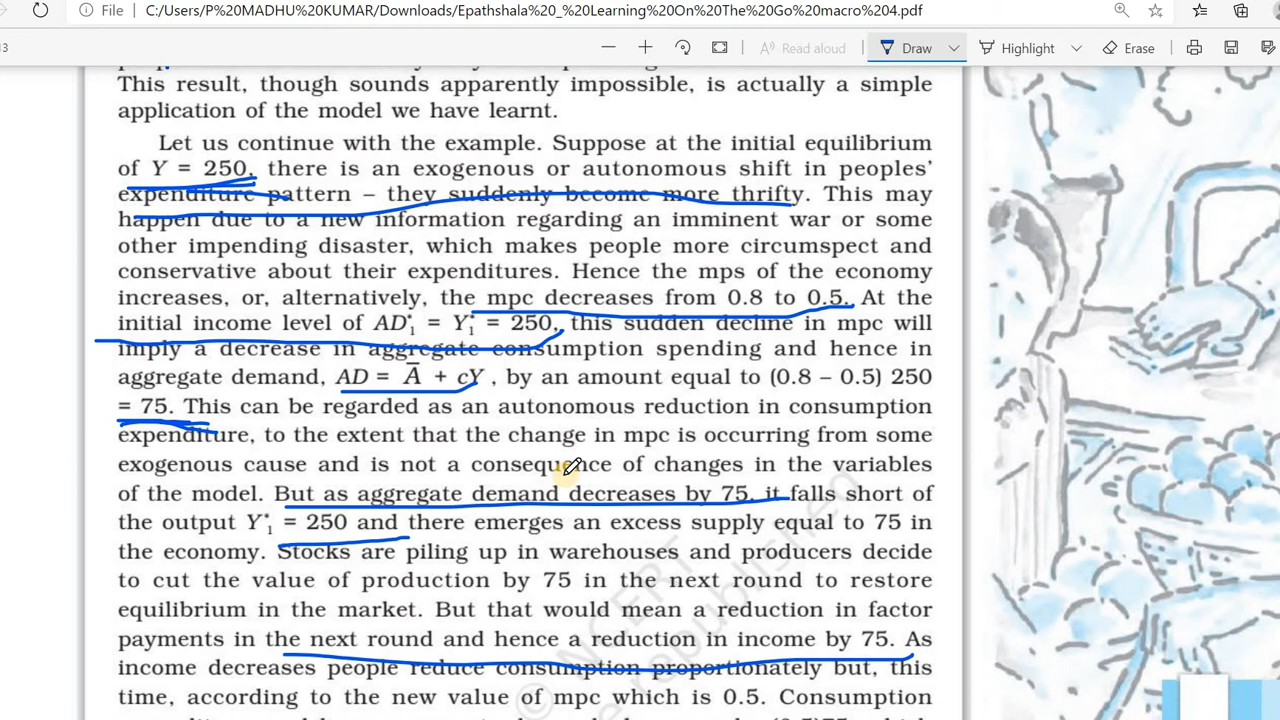 File
C:/Users/P%20MADHU%20KUMAR/Downloads/Epathshala%20_%20Learning%20On%20The%20Go%20macro%204.pdf
13
Read aloud
Draw
Highlight
Erase
This result, though sounds apparently impossible, is actually a simple
application of the model we have learnt.
Let us continue with the example. Suppose at the initial equilibrium
of Y = 250, there is an exogenous or autonomous shift in peoples’
expenditure pattern – they suddenly become more thrifty. This may
happen due to a new information regarding an imminent war or some
other impending disaster, which makes people more circumspect and
conservative about their expenditures. Hence the mps of the economy
increases, or, alternatively, the mpc decreases from 0.8 to 0.5. At the
initial income level of AD*₁ = Y*₁ = 250, this sudden decline in mpc will
imply a decrease in aggregate consumption spending and hence in
aggregate demand, AD = Ā + cY , by an amount equal to (0.8 – 0.5) 250
= 75. This can be regarded as an autonomous reduction in consumption
expenditure, to the extent that the change in mpc is occurring from some
exogenous cause and is not a consequence of changes in the variables
of the model. But as aggregate demand decreases by 75, it falls short of
the output Y*₁ = 250 and there emerges an excess supply equal to 75 in
the economy. Stocks are piling up in warehouses and producers decide
to cut the value of production by 75 in the next round to restore
equilibrium in the market. But that would mean a reduction in factor
payments in the next round and hence a reduction in income by 75. As
income decreases people reduce consumption proportionately but, this
time, according to the new value of mpc which is 0.5. Consumption
© NCERT
republished